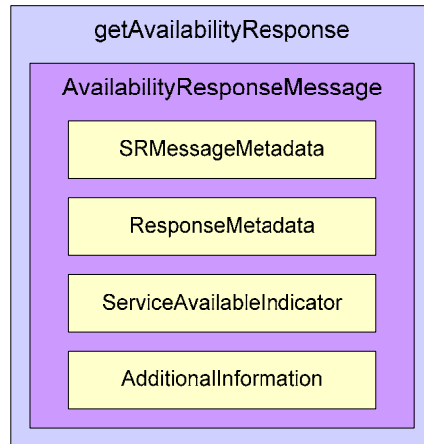 getAvailabilityResponse
AvailabilityResponseMessage
SRMessageMetadata
ResponseMetadata
ServiceAvailableIndicator
AdditionalInformation